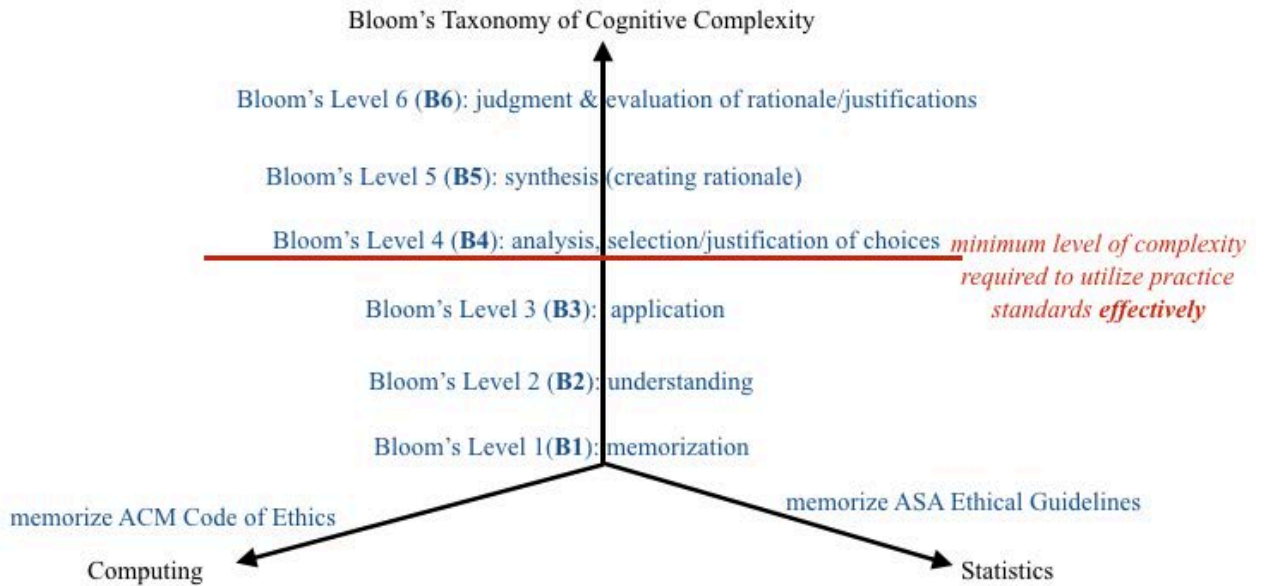 Bloom’s Taxonomy of Cognitive Complexity
Bloom’s Level 6 (B6): judgment & evaluation of rationale/justifications
Bloom’s Level 5 (B5): synthesis (creating rationale)
Bloom’s Level 4 (B4): analysis, selection/justification of choices
minimum level of complexity
required to utilize practice
standards effectively
Bloom’s Level 3 (B3): application
Bloom’s Level 2 (B2): understanding
Bloom’s Level 1(B1): memorization
memorize ACM Code of Ethics
memorize ASA Ethical Guidelines
Computing
Statistics